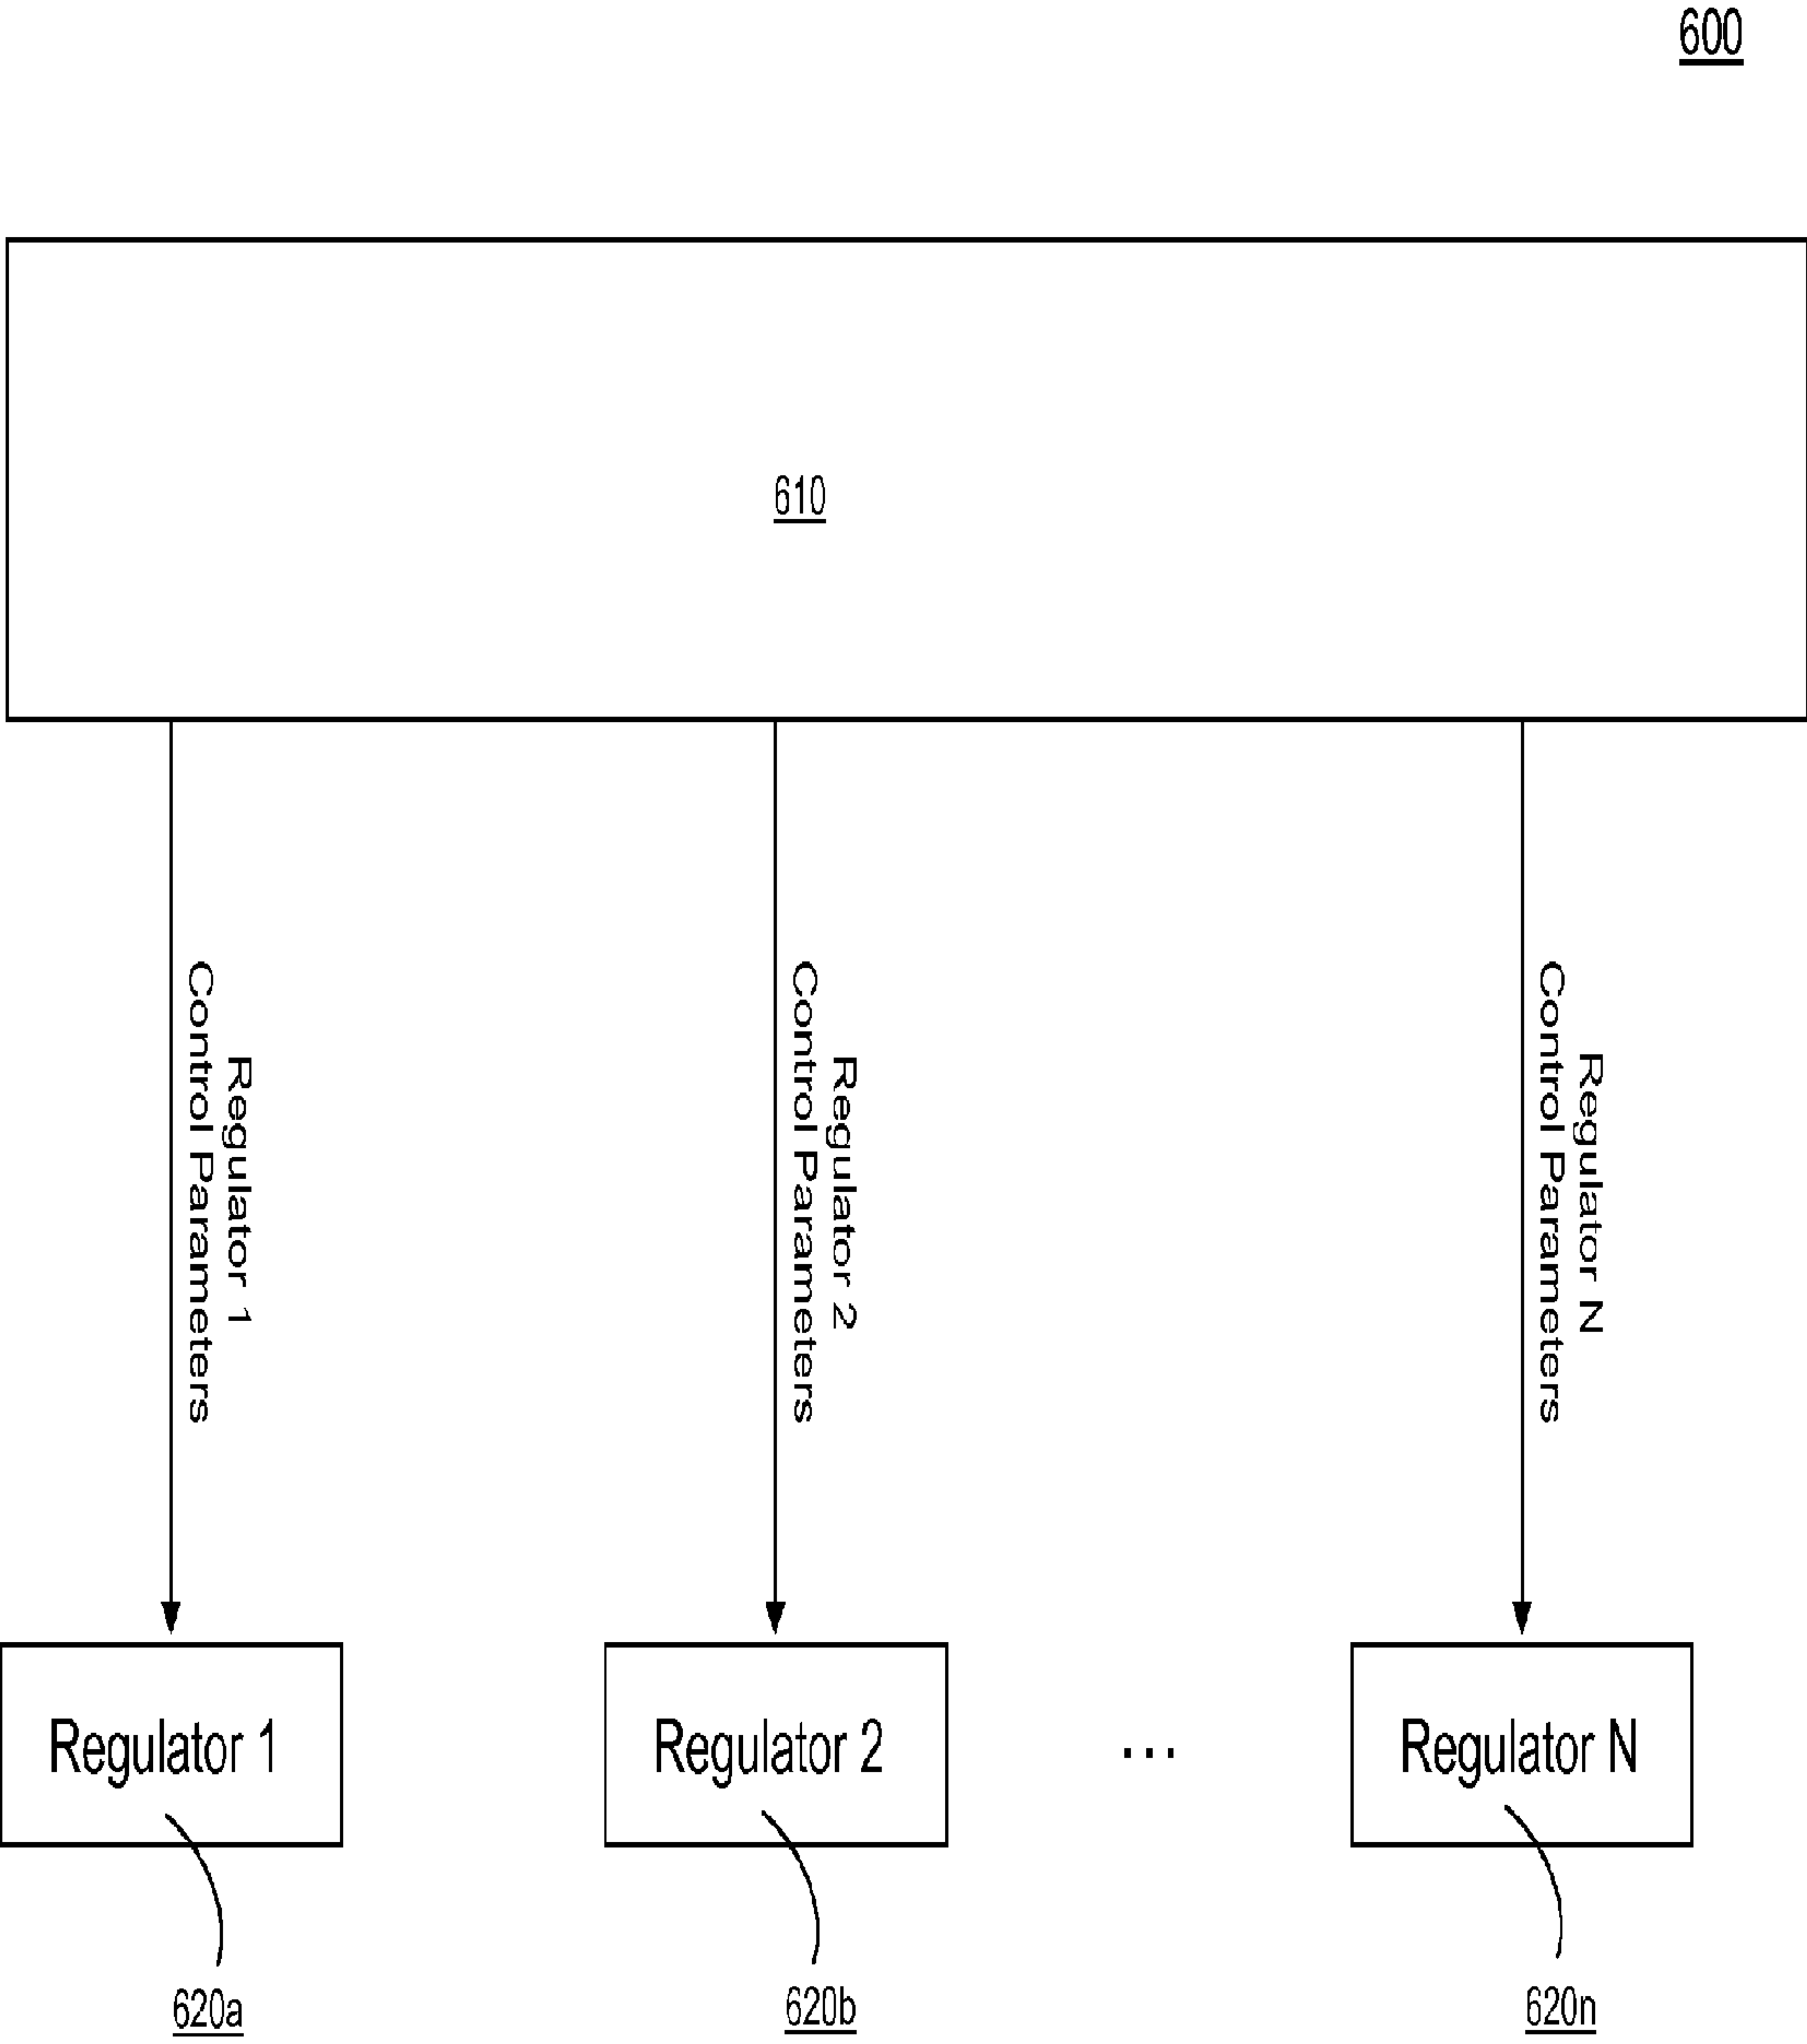 600
610
Regulator 1
Control Parameters
Regulator 2
Control Parameters
Regulator N
Control Parameters
Regulator 1
Regulator 2
...
Regulator N
620a
620b
620n